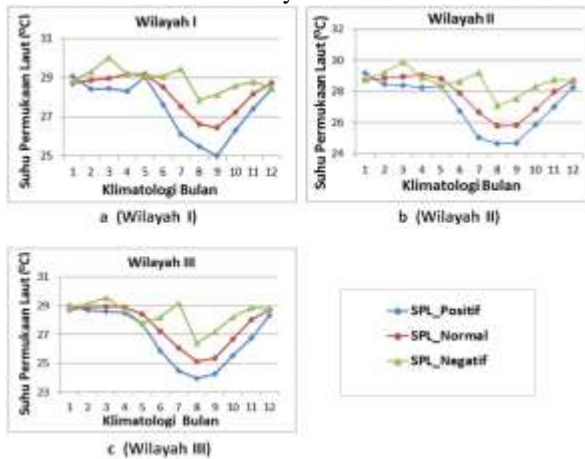 Wilayah I
Suhu Permukaan Laut (°C)
31
29
27
25
1 2 3 4 5 6 7 8 9 10 11 12
Klimatologi Bulan
a (Wilayah I)
Wilayah II
Suhu Permukaan Laut (°C)
32
30
28
26
24
1 2 3 4 5 6 7 8 9 10 11 12
Klimatologi Bulan
b (Wilayah II)
Wilayah III
Suhu Permukaan Laut (°C)
31
29
27
25
23
1 2 3 4 5 6 7 8 9 10 11 12
Klimatologi Bulan
c (Wilayah III)
SPL_Positif
SPL_Normal
SPL_Negatif